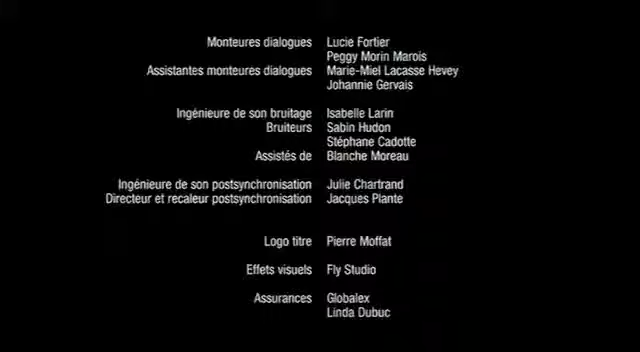 Monteures dialogues Lucie Fortier
Peggy Morin Marois
Assistantes monteures dialogues Marie-Miel Lacasse Hevey
Johannie Gervais
Ingénieure de son bruitage Isabelle Larin
Bruiteurs Sabin Hudon
Stéphane Cadotte
Assistés de Blanche Moreau
Ingénieure de son postsynchronisation Julie Chartrand
Directeur et recaleur postsynchronisation Jacques Plante
Logo titre Pierre Moffat
Effets visuels Fly Studio
Assurances Globalex
Linda Dubuc